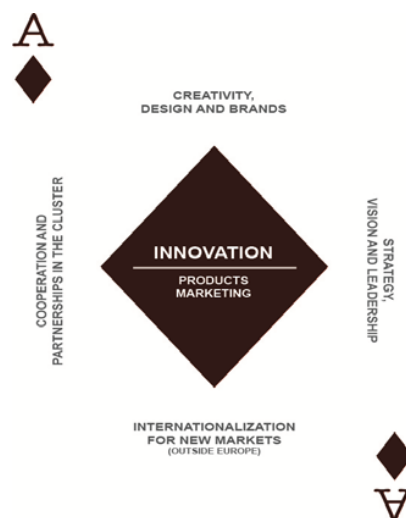 A
CREATIVITY,
DESIGN AND BRANDS
COOPERATION AND
PARTNERSHIPS IN THE CLUSTER
INNOVATION
PRODUCTS
MARKETING
STRATEGY,
VISION AND LEADERSHIP
INTERNATIONALIZATION
FOR NEW MARKETS
(OUTSIDE EUROPE)
A